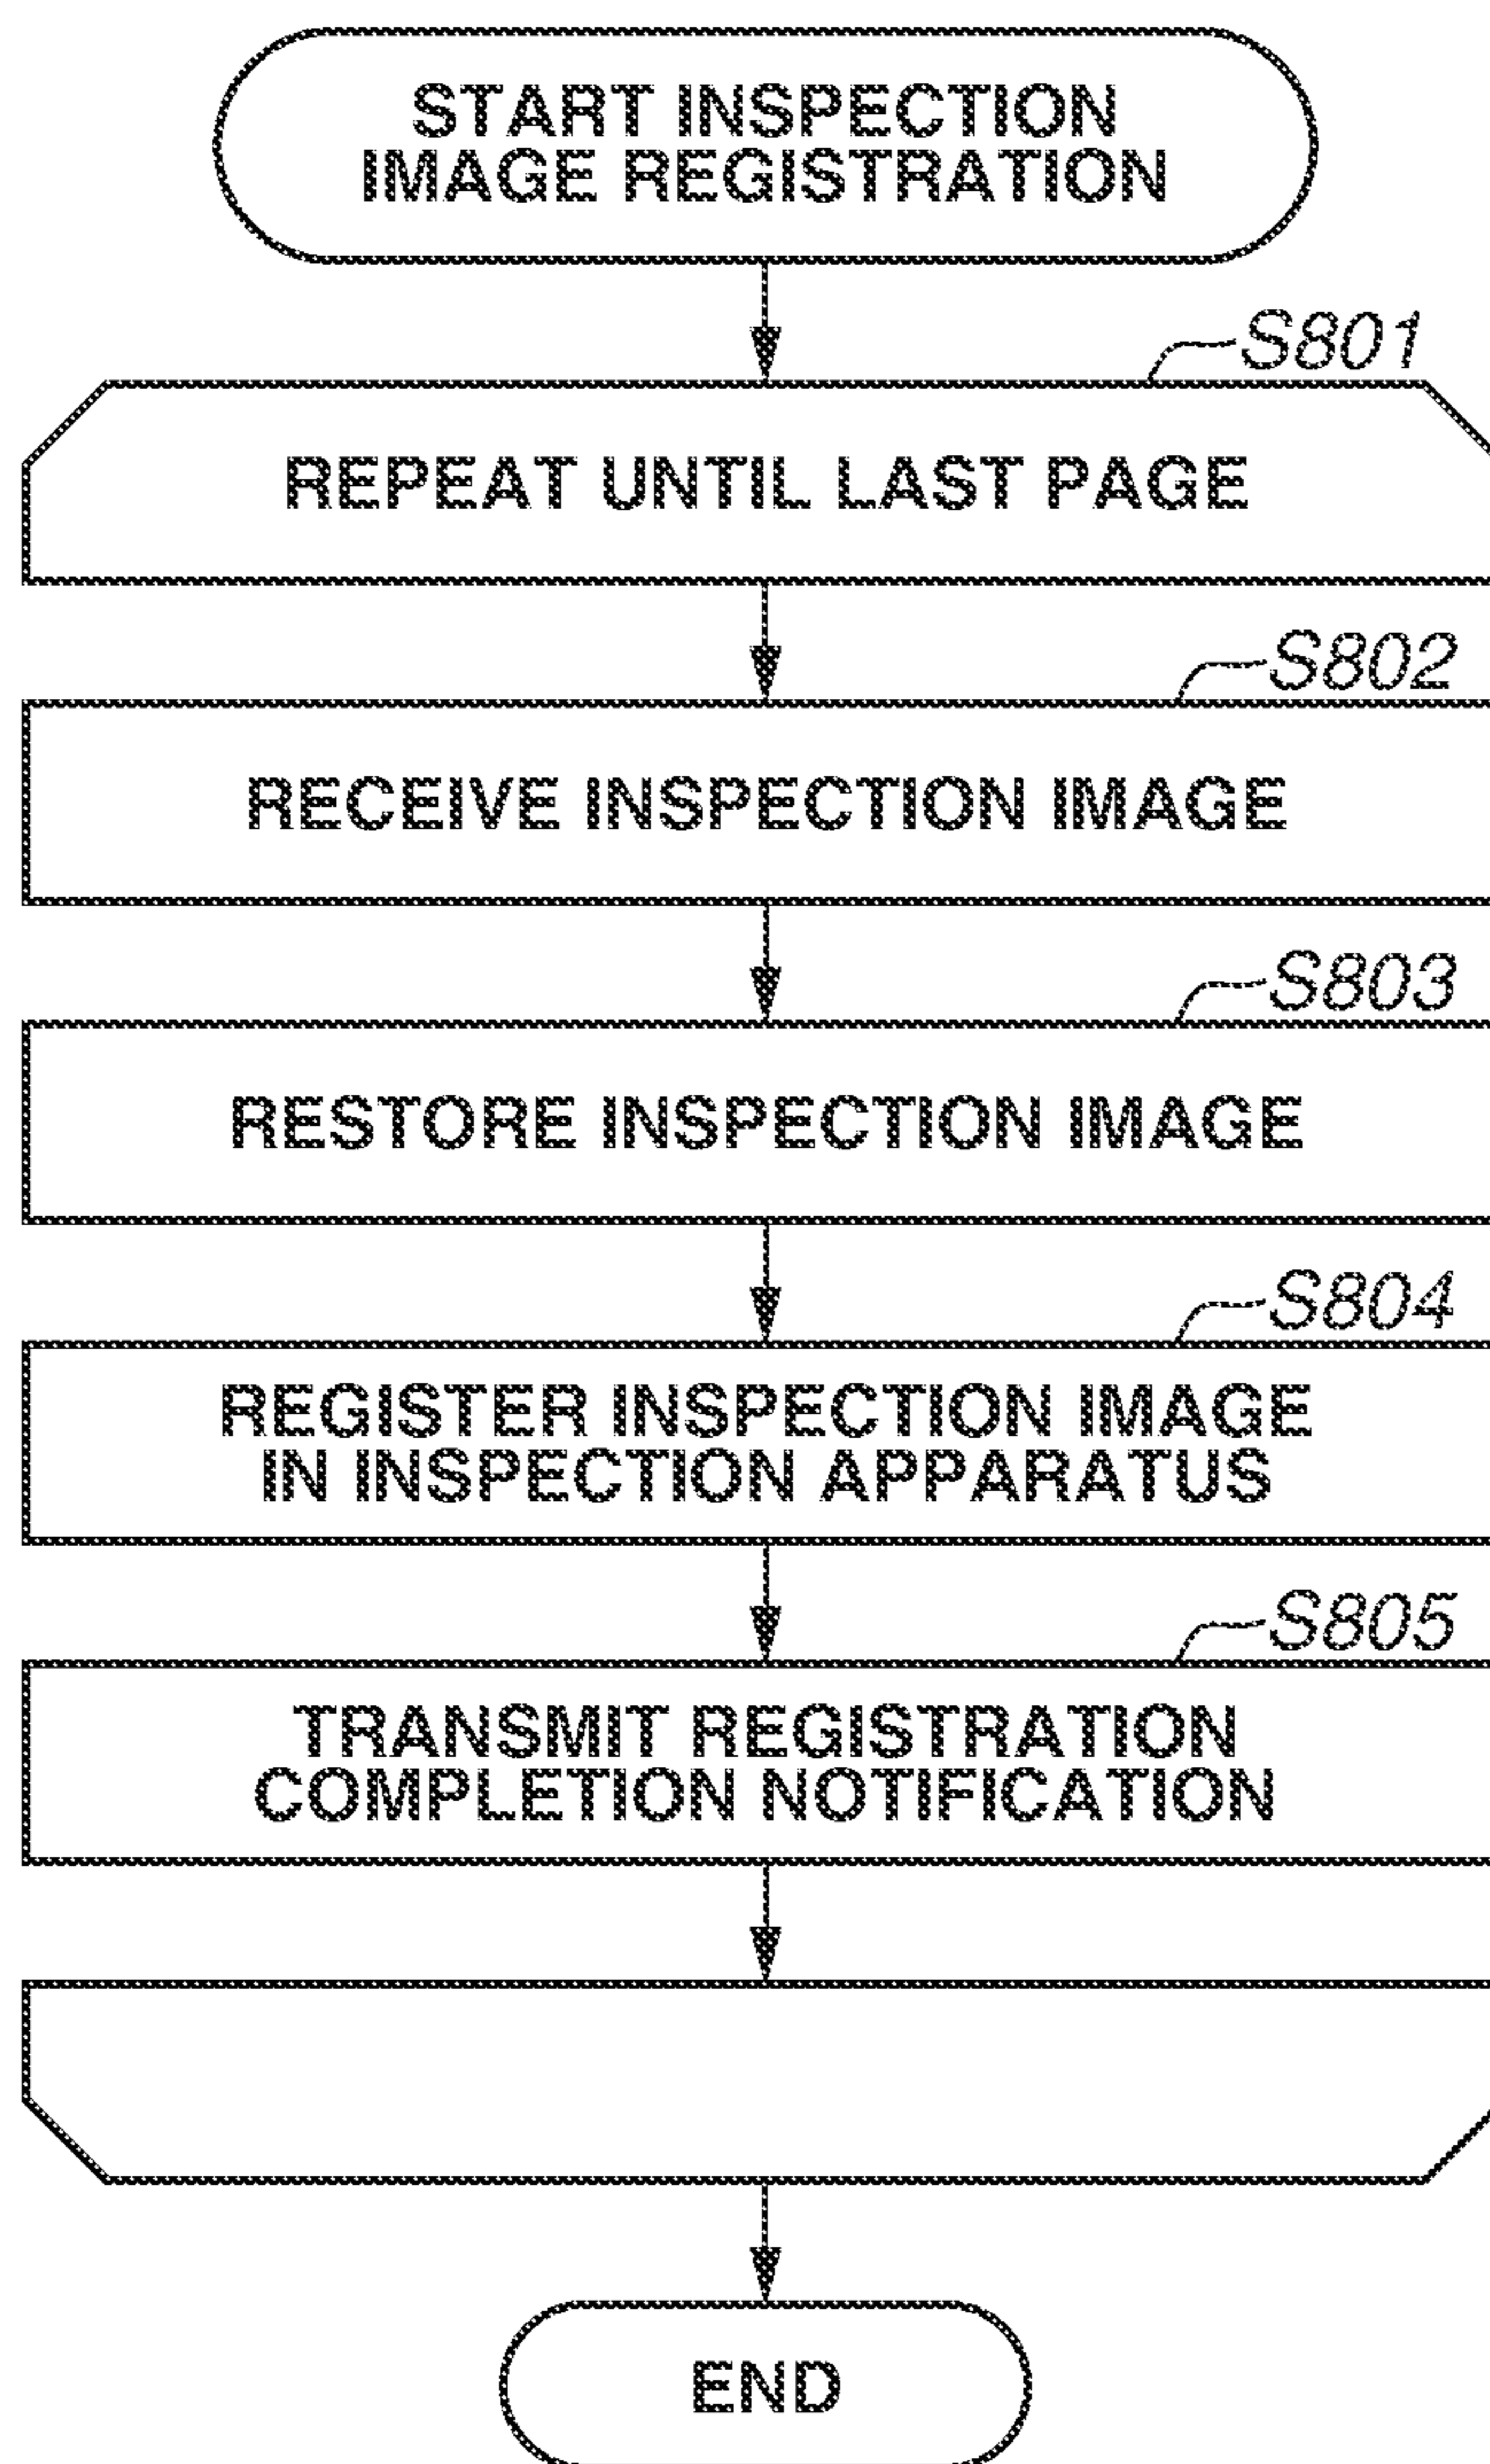 START INSPECTION
IMAGE REGISTRATION
S801
REPEAT UNTIL LAST PAGE
S802
RECEIVE INSPECTION IMAGE
S803
RESTORE INSPECTION IMAGE
S804
REGISTER INSPECTION IMAGE
IN INSPECTION APPARATUS
S805
TRANSMIT REGISTRATION
COMPLETION NOTIFICATION
END